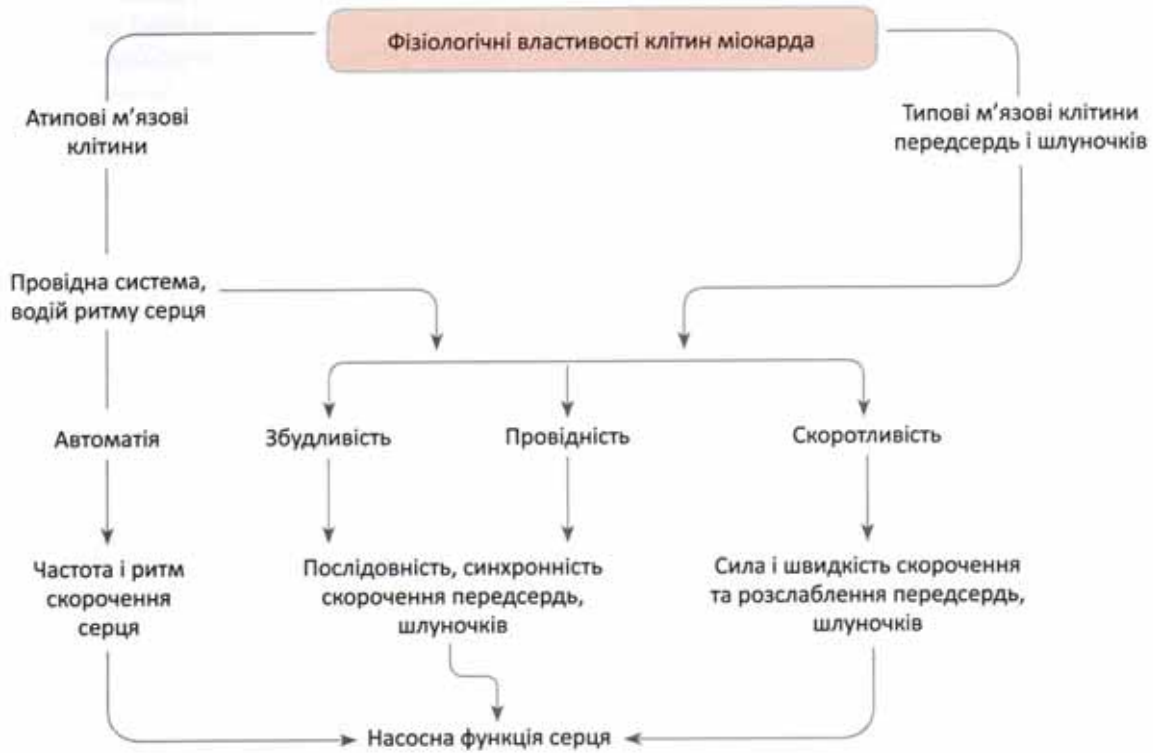 Фізіологічні властивості клітин міокарда
Атипові м’язові
клітини
Типові м’язові клітини
передсердь і шлуночків
Провідна система,
водій ритму серця
Автоматія
Збудливість
Провідність
Скоротливість
Частота і ритм
скорочення
серця
Послідовність, синхронність
скорочення передсердь,
шлуночків
Сила і швидкість скорочення
та розслаблення передсердь,
шлуночків
Насосна функція серця